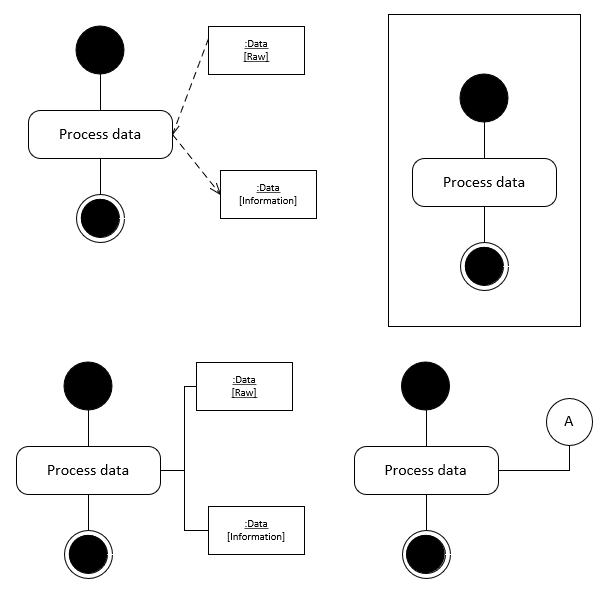 :Data
[Raw]
Process data
:Data
[Information]
Process data
:Data
[Raw]
Process data
:Data
[Information]
A
Process data